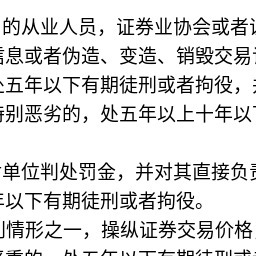 的从业人员，证券业协会或者
信息或者伪造、变造、销毁交易
处五年以下有期徒刑或者拘役，
特别恶劣的，处五年以上十年以下
单位判处罚金，并对其直接负责
年以下有期徒刑或者拘役。
情形之一，操纵证券交易价格